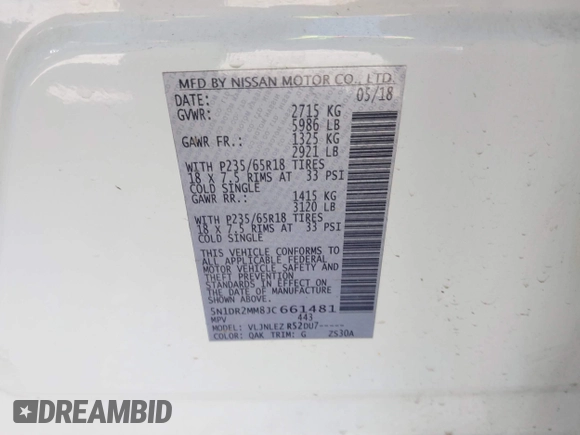 MFD BY NISSAN MOTOR CO., LTD.
DATE: 05/18
GVWR: 2715 KG
5986 LB
GAWR FR.: 1325 KG
2921 LB
WITH P235/65R18 TIRES
18 X 7.5 RIMS AT 33 PSI
COLD SINGLE
GAWR RR.: 1415 KG
3120 LB
WITH P235/65R18 TIRES
18 X 7.5 RIMS AT 33 PSI
COLD SINGLE
THIS VEHICLE CONFORMS TO
ALL APPLICABLE FEDERAL
MOTOR VEHICLE SAFETY AND
THEFT PREVENTION
STANDARDS IN EFFECT ON
THE DATE OF MANUFACTURE
SHOWN ABOVE.
5N1DR2MM8JC661481
MPV 443
MODEL: VLJNLEZ R5ZDU7-----
COLOR: QAK TRIM: G ZS30A
DREAMBID